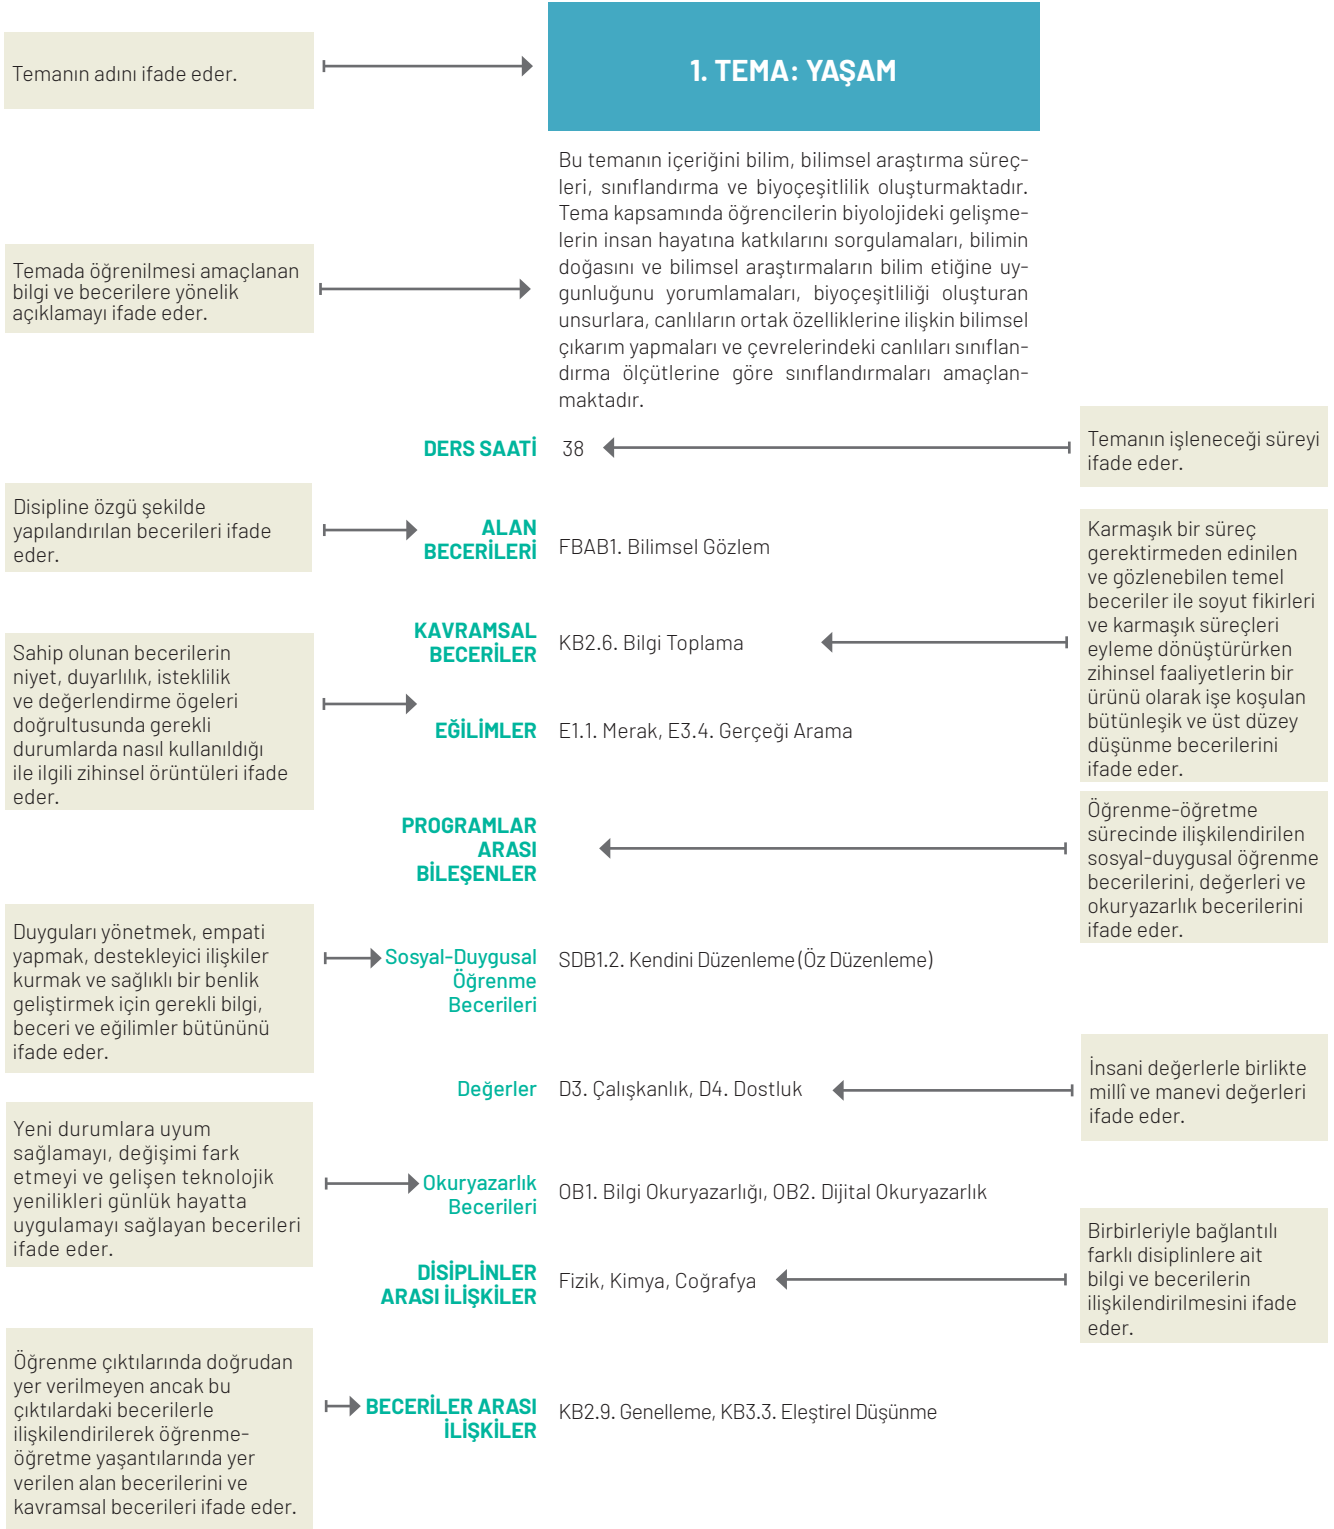 Temanın adını ifade eder.
1. TEMA: YAŞAM
Bu temanın içeriğini bilim, bilimsel araştırma süreç-
leri, sınıflandırma ve biyoçeşitlilik oluşturmaktadır.
Tema kapsamında öğrencilerin biyolojideki gelişme-
lerin insan hayatına katkılarını sorgulamaları, bilimin
doğasını ve bilimsel araştırmaların bilim etiğine uy-
gunluğunu yorumlamaları, biyoçeşitliliği oluşturan
unsurlara, canlıların ortak özelliklerine ilişkin bilimsel
çıkarım yapmaları ve çevrelerindeki canlıları sınıflan-
dırma ölçütlerine göre sınıflandırmaları amaçlan-
maktadır.
Temada öğrenilmesi amaçlanan
bilgi ve becerilere yönelik
açıklamayı ifade eder.
DERS SAATİ
38
Temanın işleneceği süreyi
ifade eder.
Disipline özgü şekilde
yapılandırılan becerileri ifade
eder.
ALAN
BECERİLERİ
FBAB1. Bilimsel Gözlem
Karmaşık bir süreç
gerektirmeden edinilen
ve gözlenebilen temel
beceriler ile soyut fikirleri
ve karmaşık süreçleri
eyleme dönüştürürken
zihinsel faaliyetlerin bir
ürünü olarak işe koşulan
bütünleşik ve üst düzey
düşünme becerilerini
ifade eder.
KAVRAMSAL
BECERİLER
KB2.6. Bilgi Toplama
Sahip olunan becerilerin
niyet, duyarlılık, isteklilik
ve değerlendirme ögeleri
doğrultusunda gerekli
durumlarda nasıl kullanıldığı
ile ilgili zihinsel örüntüleri ifade
eder.
EĞİLİMLER
E1.1. Merak, E3.4. Gerçeği Arama
PROGRAMLAR
ARASI
BİLEŞENLER
Öğrenme-öğretme
sürecinde ilişkilendirilen
sosyal-duygusal öğrenme
becerilerini, değerleri ve
okuryazarlık becerilerini
ifade eder.
Duyguları yönetmek, empati
yapmak, destekleyici ilişkiler
kurmak ve sağlıklı bir benlik
geliştirmek için gerekli bilgi,
beceri ve eğilimler bütününü
ifade eder.
Sosyal-Duygusal
Öğrenme
Becerileri
SDB1.2. Kendini Düzenleme (Öz Düzenleme)
Değerler
D3. Çalışkanlık, D4. Dostluk
İnsani değerlerle birlikte
millî ve manevi değerleri
ifade eder.
Yeni durumlara uyum
sağlamayı, değişimi fark
etmeyi ve gelişen teknolojik
yenilikleri günlük hayatta
uygulamayı sağlayan becerileri
ifade eder.
Okuryazarlık
Becerileri
OB1. Bilgi Okuryazarlığı, OB2. Dijital Okuryazarlık
DİSİPLİNLER
ARASI İLİŞKİLER
Fizik, Kimya, Coğrafya
Birbirleriyle bağlantılı
farklı disiplinlere ait
bilgi ve becerilerin
ilişkilendirilmesini ifade
eder.
Öğrenme çıktılarında doğrudan
yer verilmeyen ancak bu
çıktılardaki becerilerle
ilişkilendirilerek öğrenme-
öğretme yaşantılarında yer
verilen alan becerilerini ve
kavramsal becerileri ifade eder.
BECERİLER ARASI
İLİŞKİLER
KB2.9. Genelleme, KB3.3. Eleştirel Düşünme